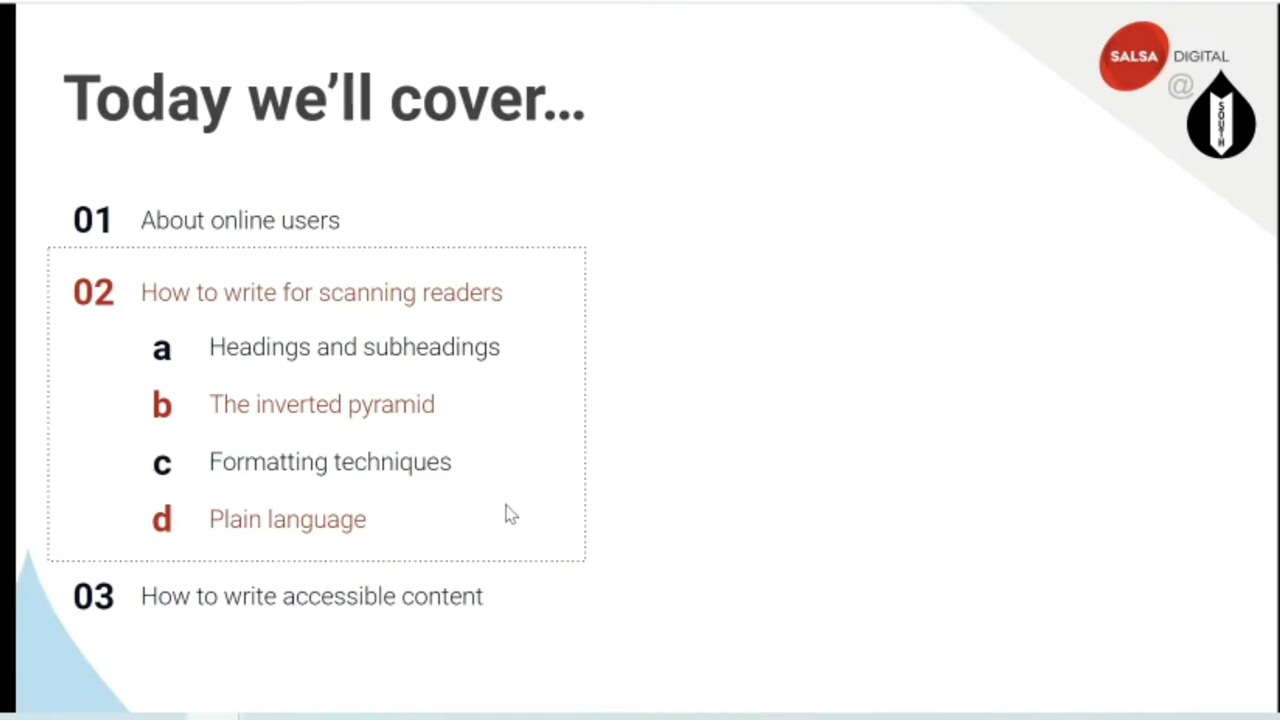 Today we'll cover...
SALSA DIGITAL
@
SOUTH
01 About online users
02 How to write for scanning readers
a Headings and subheadings
b The inverted pyramid
c Formatting techniques
d Plain language
03 How to write accessible content